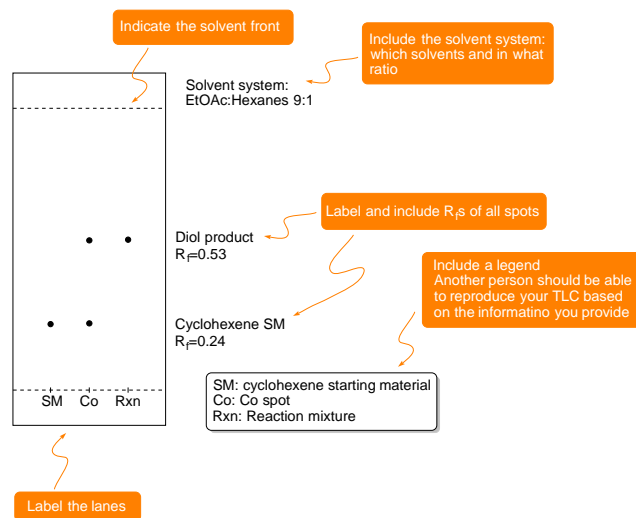 Indicate the solvent front
Include the solvent system:
which solvents and in what
ratio
Solvent system:
EtOAc:Hexanes 9:1
Label and include Rfs of all spots
Diol product
Rf=0.53
Include a legend
Another person should be able
to reproduce your TLC based
on the informatino you provide
Cyclohexene SM
Rf=0.24
SM: cyclohexene starting material
Co: Co spot
Rxn: Reaction mixture
SM Co Rxn
Label the lanes